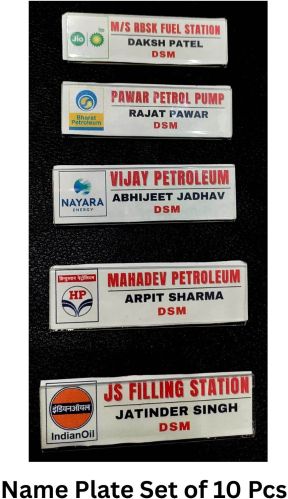 M/S RBSK FUEL STATION
Jio
bp
DAKSH PATEL
DSM
PAWAR PETROL PUMP
Bharat
Petroleum
RAJAT PAWAR
DSM
VIJAY PETROLEUM
NAYARA
ENERGY
ABHIJEET JADHAV
DSM
हिन्दुस्तान पेट्रोलियम
HP
MAHADEV PETROLEUM
ARPIT SHARMA
DSM
इंडियनऑयल
IndianOil
JS FILLING STATION
JATINDER SINGH
DSM
Name Plate Set of 10 Pcs